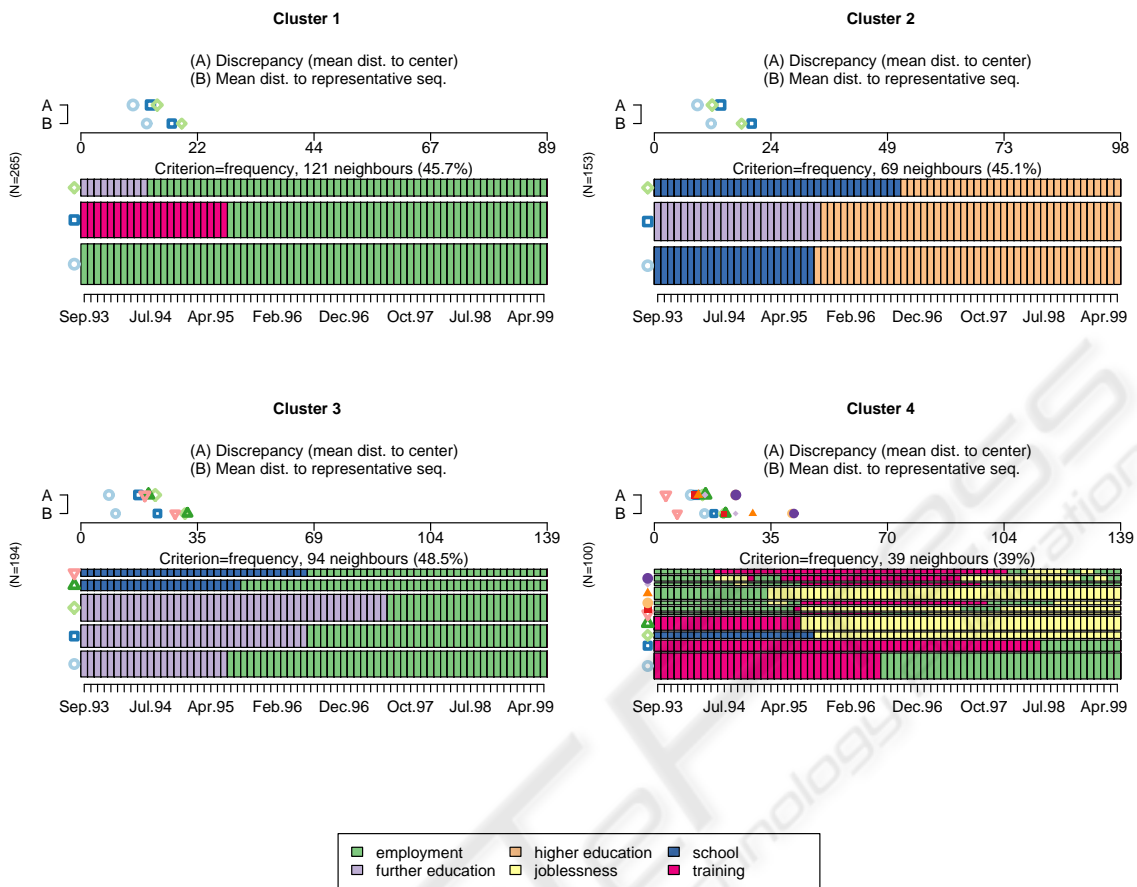 Cluster 1
(A) Discrepancy (mean dist. to center)
(B) Mean dist. to representative seq.
A
B
0 22 44 67 89
Criterion=frequency, 121 neighbours (45.7%)
(N=265)
Sep.93 Jul.94 Apr.95 Feb.96 Dec.96 Oct.97 Jul.98 Apr.99
Cluster 2
(A) Discrepancy (mean dist. to center)
(B) Mean dist. to representative seq.
A
B
0 24 49 73 98
Criterion=frequency, 69 neighbours (45.1%)
(N=153)
Sep.93 Jul.94 Apr.95 Feb.96 Dec.96 Oct.97 Jul.98 Apr.99
Cluster 3
(A) Discrepancy (mean dist. to center)
(B) Mean dist. to representative seq.
A
B
0 35 69 104 139
Criterion=frequency, 94 neighbours (48.5%)
(N=194)
Sep.93 Jul.94 Apr.95 Feb.96 Dec.96 Oct.97 Jul.98 Apr.99
Cluster 4
(A) Discrepancy (mean dist. to center)
(B) Mean dist. to representative seq.
A
B
0 35 70 104 139
Criterion=frequency, 39 neighbours (39%)
(N=100)
Sep.93 Jul.94 Apr.95 Feb.96 Dec.96 Oct.97 Jul.98 Apr.99
employment higher education school
further education joblessness training